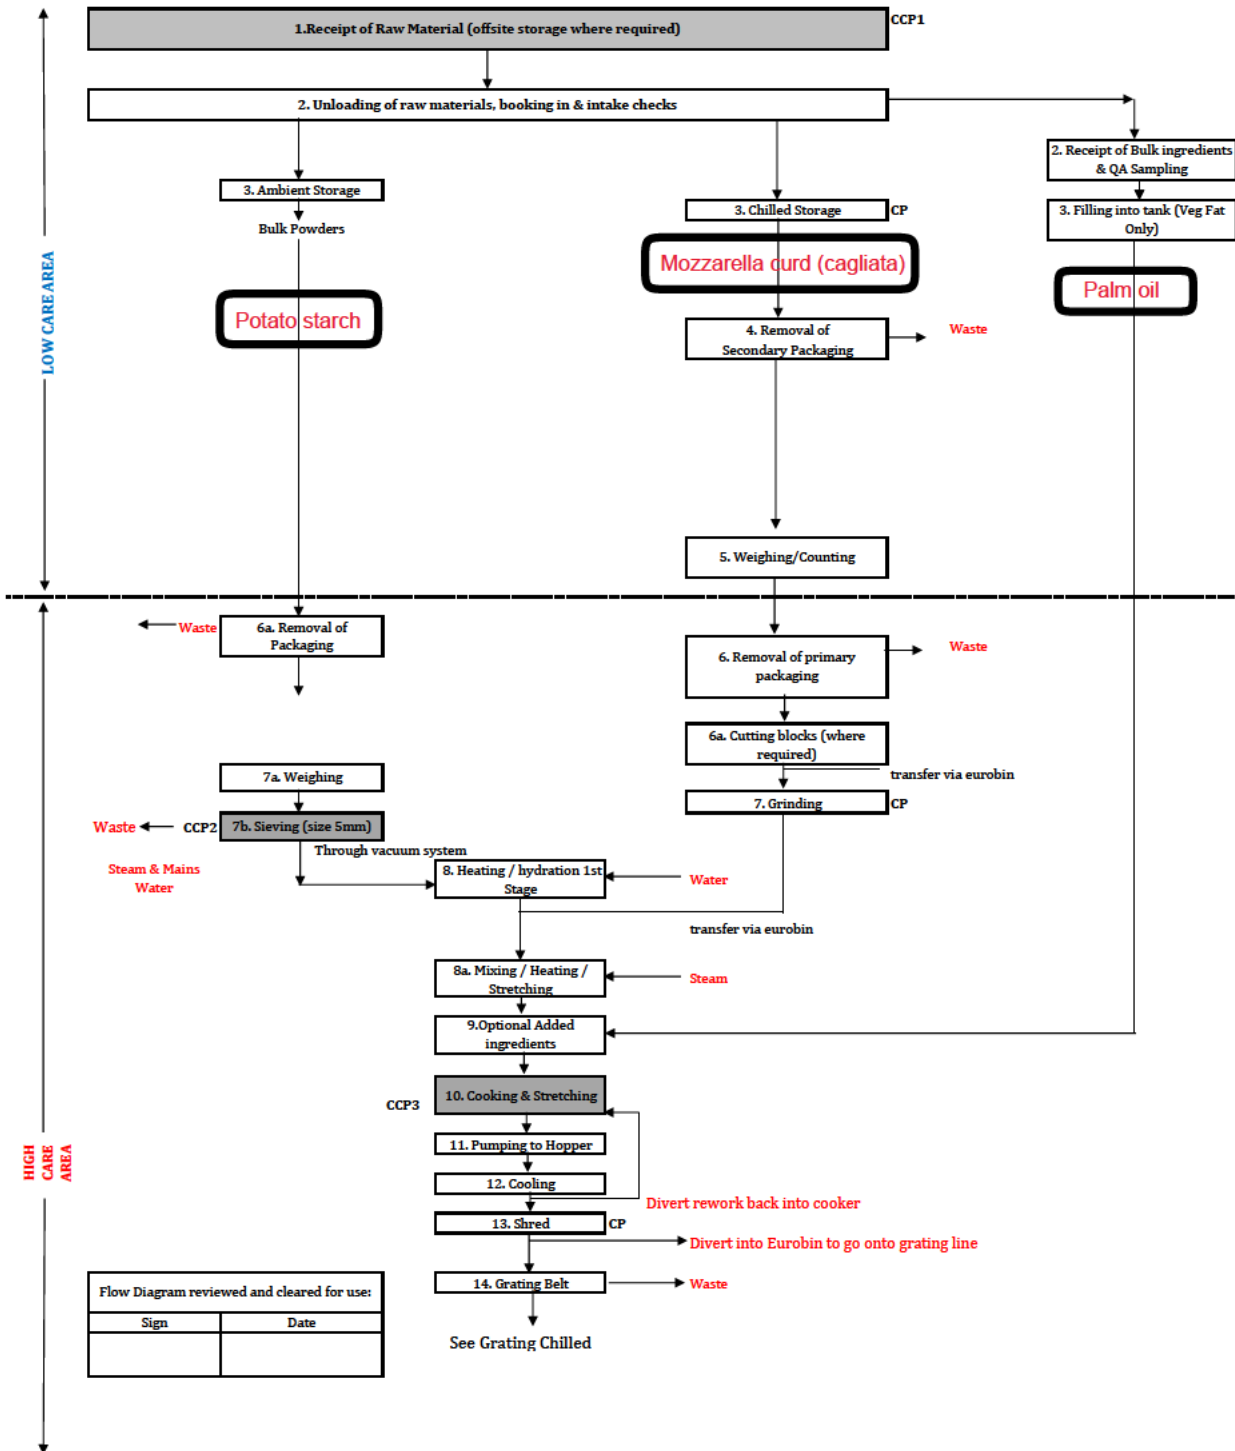 1.Receipt of Raw Material (offsite storage where required)
CCP1
2. Unloading of raw materials, booking in & intake checks
2. Receipt of Bulk ingredients
& QA Sampling
3. Ambient Storage
Bulk Powders
3. Chilled Storage
CP
3. Filling into tank (Veg Fat
Only)
LOW CARE AREA
Mozzarella curd (cagliata)
Palm oil
Potato starch
4. Removal of
Secondary Packaging
Waste
5. Weighing/Counting
Waste
6a. Removal of
Packaging
6. Removal of primary
packaging
Waste
6a. Cutting blocks (where
required)
transfer via eurobin
7a. Weighing
7. Grinding
CP
Waste
CCP2
7b. Sieving (size 5mm)
Through vacuum system
Steam & Mains
Water
8. Heating / hydration 1st
Stage
Water
transfer via eurobin
8a. Mixing / Heating /
Stretching
Steam
9.Optional Added
ingredients
CCP3
10. Cooking & Stretching
11. Pumping to Hopper
12. Cooling
Divert rework back into cooker
13. Shred
CP
Divert into Eurobin to go onto grating line
14. Grating Belt
Waste
See Grating Chilled
HIGH
CARE
AREA
Flow Diagram reviewed and cleared for use:
Sign
Date